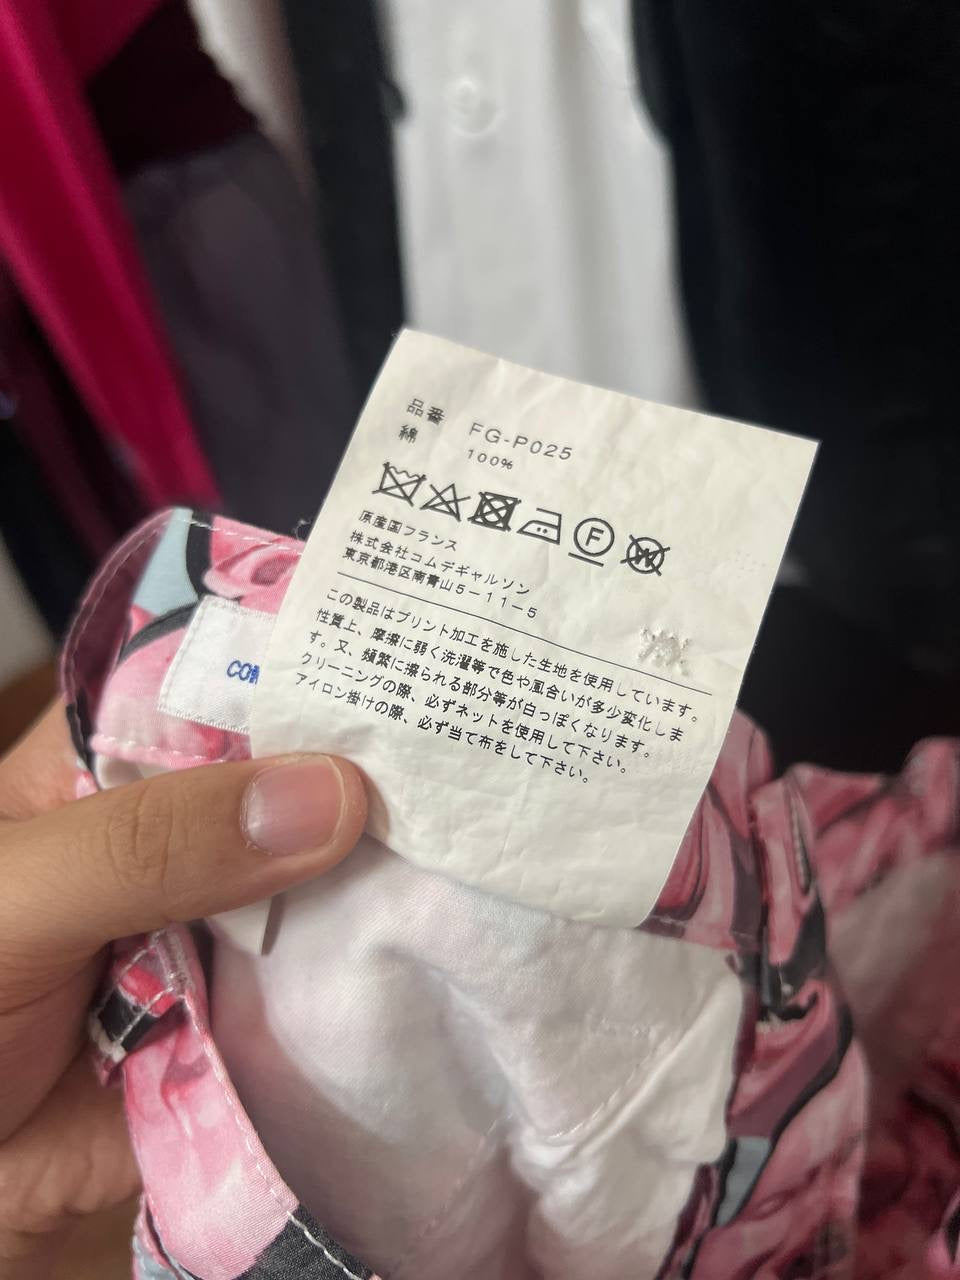 品番 FG-P025
綿 100%
F
W
原産国フランス
株式会社コムデギャルソン
東京都港区南青山5-11-5
この製品はプリント加工を施した生地を使用しています。
性質上、摩擦に弱く洗濯等で色や風合いが多少変化しま
す。又、頻繁に擦られる部分等が白っぽくなります。
クリーニングの際、必ずネットを使用して下さい。
アイロン掛けの際、必ず当て布をして下さい。